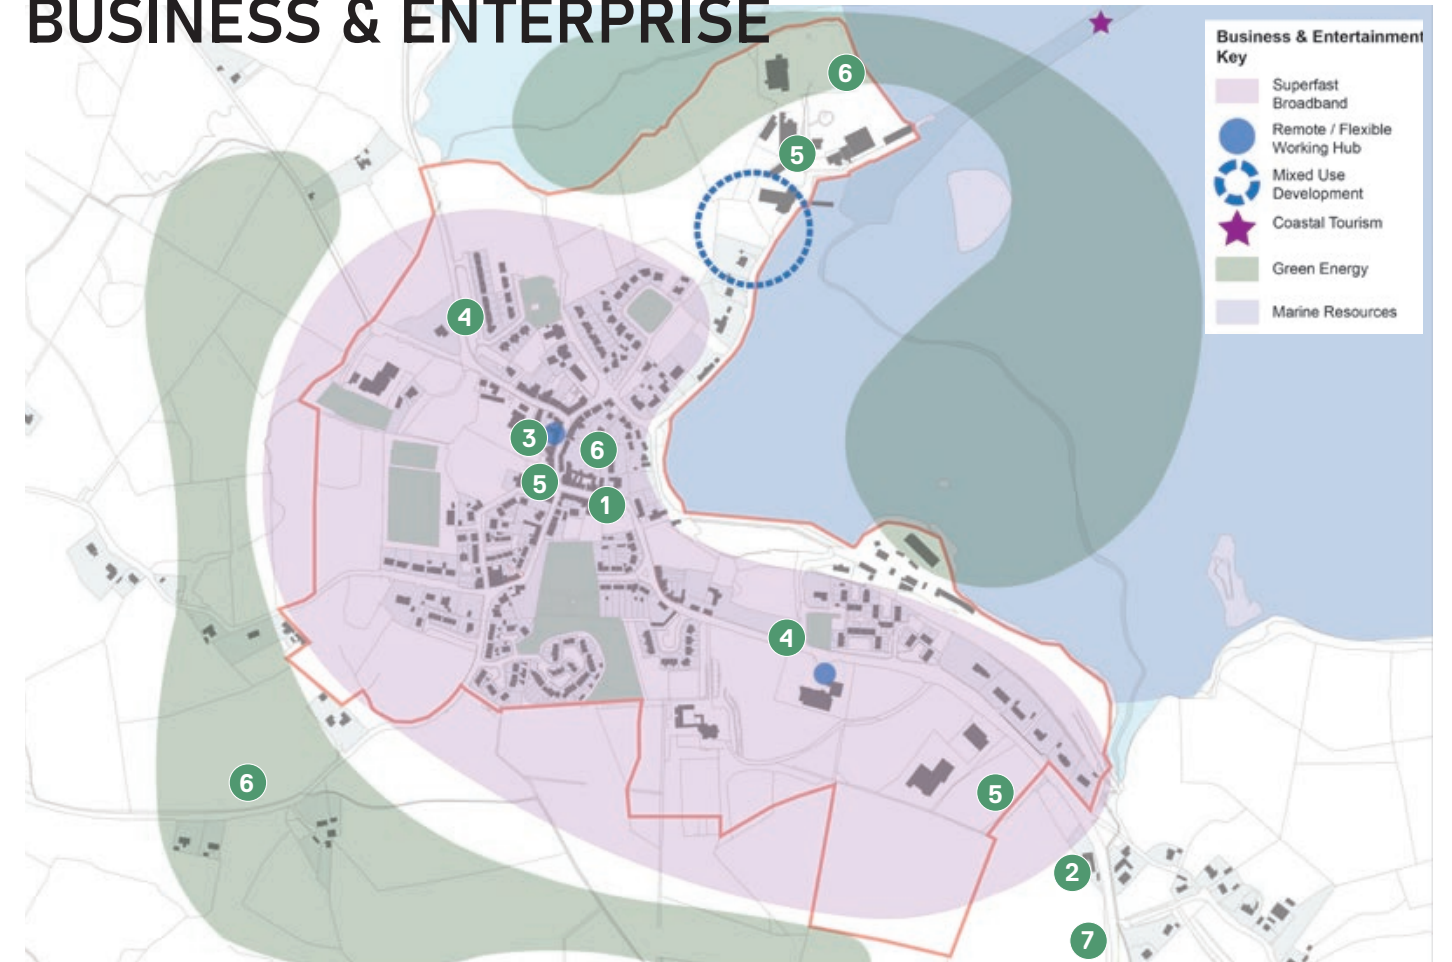 BUSINESS & ENTERPRISE
Business & Entertainment
Key
Superfast
Broadband
Remote / Flexible
Working Hub
Mixed Use
Development
Coastal Tourism
Green Energy
Marine Resources
6
5
4
3
6
5
1
4
6
5
2
7